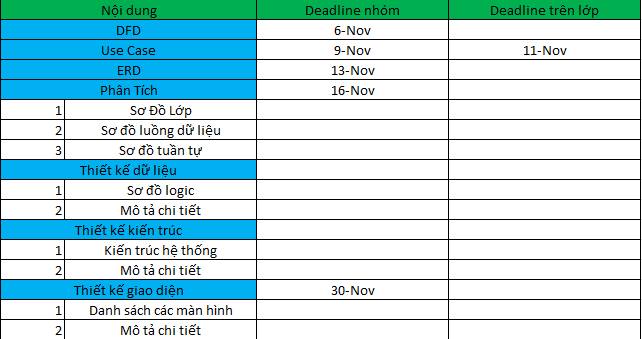 Nội dung Deadline nhóm Deadline trên lớp
DFD 6-Nov
Use Case 9-Nov 11-Nov
ERD 13-Nov
Phân Tích 16-Nov
1 Sơ Đồ Lớp
2 Sơ đồ luồng dữ liệu
3 Sơ đồ tuần tự
Thiết kế dữ liệu
1 Sơ đồ logic
2 Mô tả chi tiết
Thiết kế kiến trúc
1 Kiến trúc hệ thống
2 Mô tả chi tiết
Thiết kế giao diện 30-Nov
1 Danh sách các màn hình
2 Mô tả chi tiết